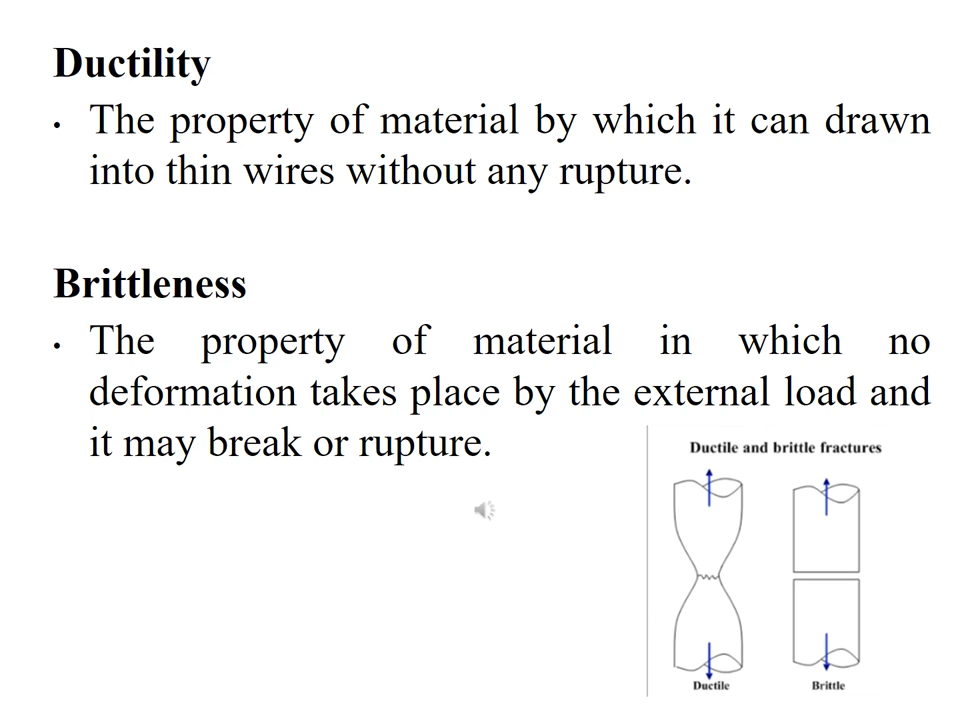 Ductility
• The property of material by which it can drawn
into thin wires without any rupture.
Brittleness
• The property of material in which no
deformation takes place by the external load and
it may break or rupture.
Ductile and brittle fractures
Ductile
Brittle